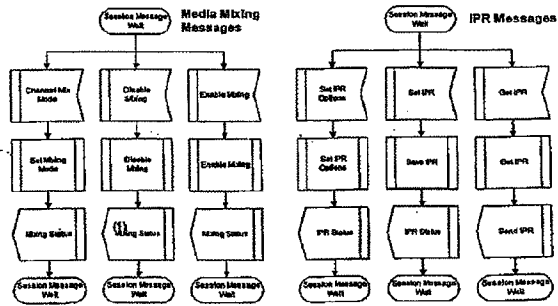 Session Message
Wait
Media Mixing
Messages
Channel Mix
Mode
Disable
Mixing
Enable Mixing
Set Mixing
Mode
Disable
Mixing
Enable Mixing
Mixing Status
(1)
Mixing Status
Mixing Status
Session Message
Wait
Session Message
Wait
Session Message
Wait
Session Message
Wait
IPR Messages
Set IPR
Options
Set IPR
Get IPR
Set IPR
Options
Save IPR
Get IPR
IPR Status
IPR Status
Send IPR
Session Message
Wait
Session Message
Wait
Session Message
Wait